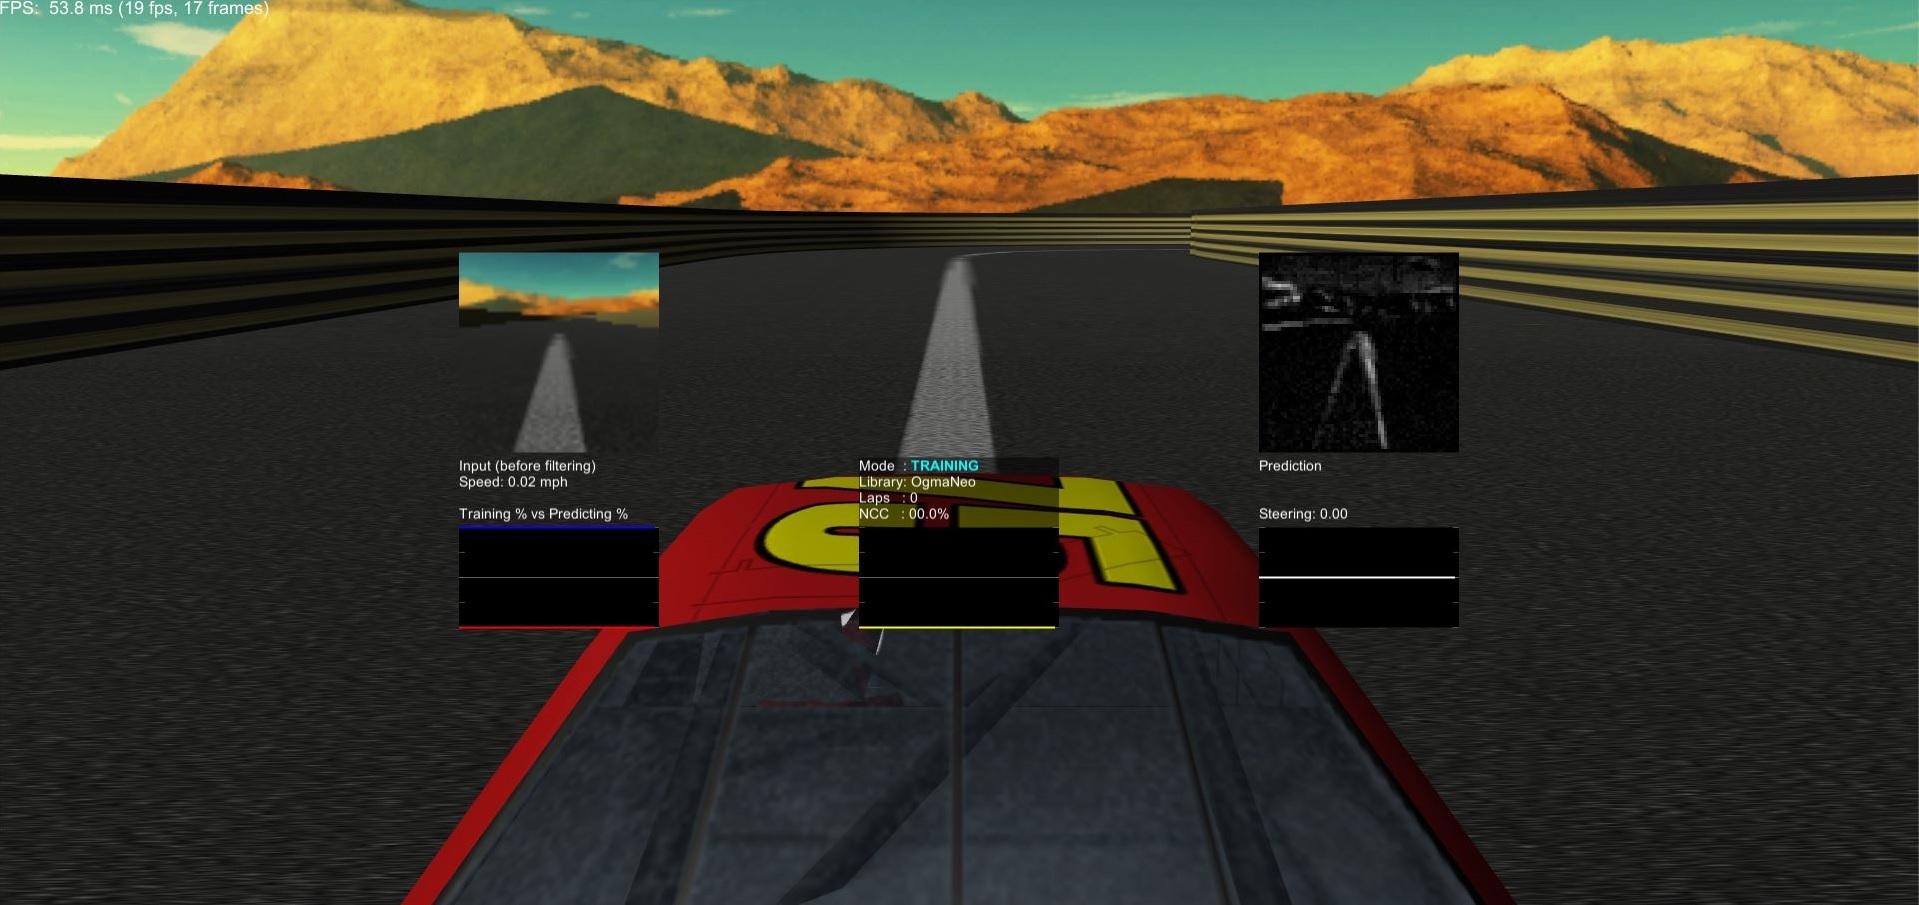 FPS: 53.8 ms (19 fps, 17 frames)
Input (before filtering)
Speed: 0.02 mph
Training % vs Predicting %
Mode : TRAINING
Library: OgmaNeo
Laps : 0
NCC : 00.0%
Prediction
Steering: 0.00